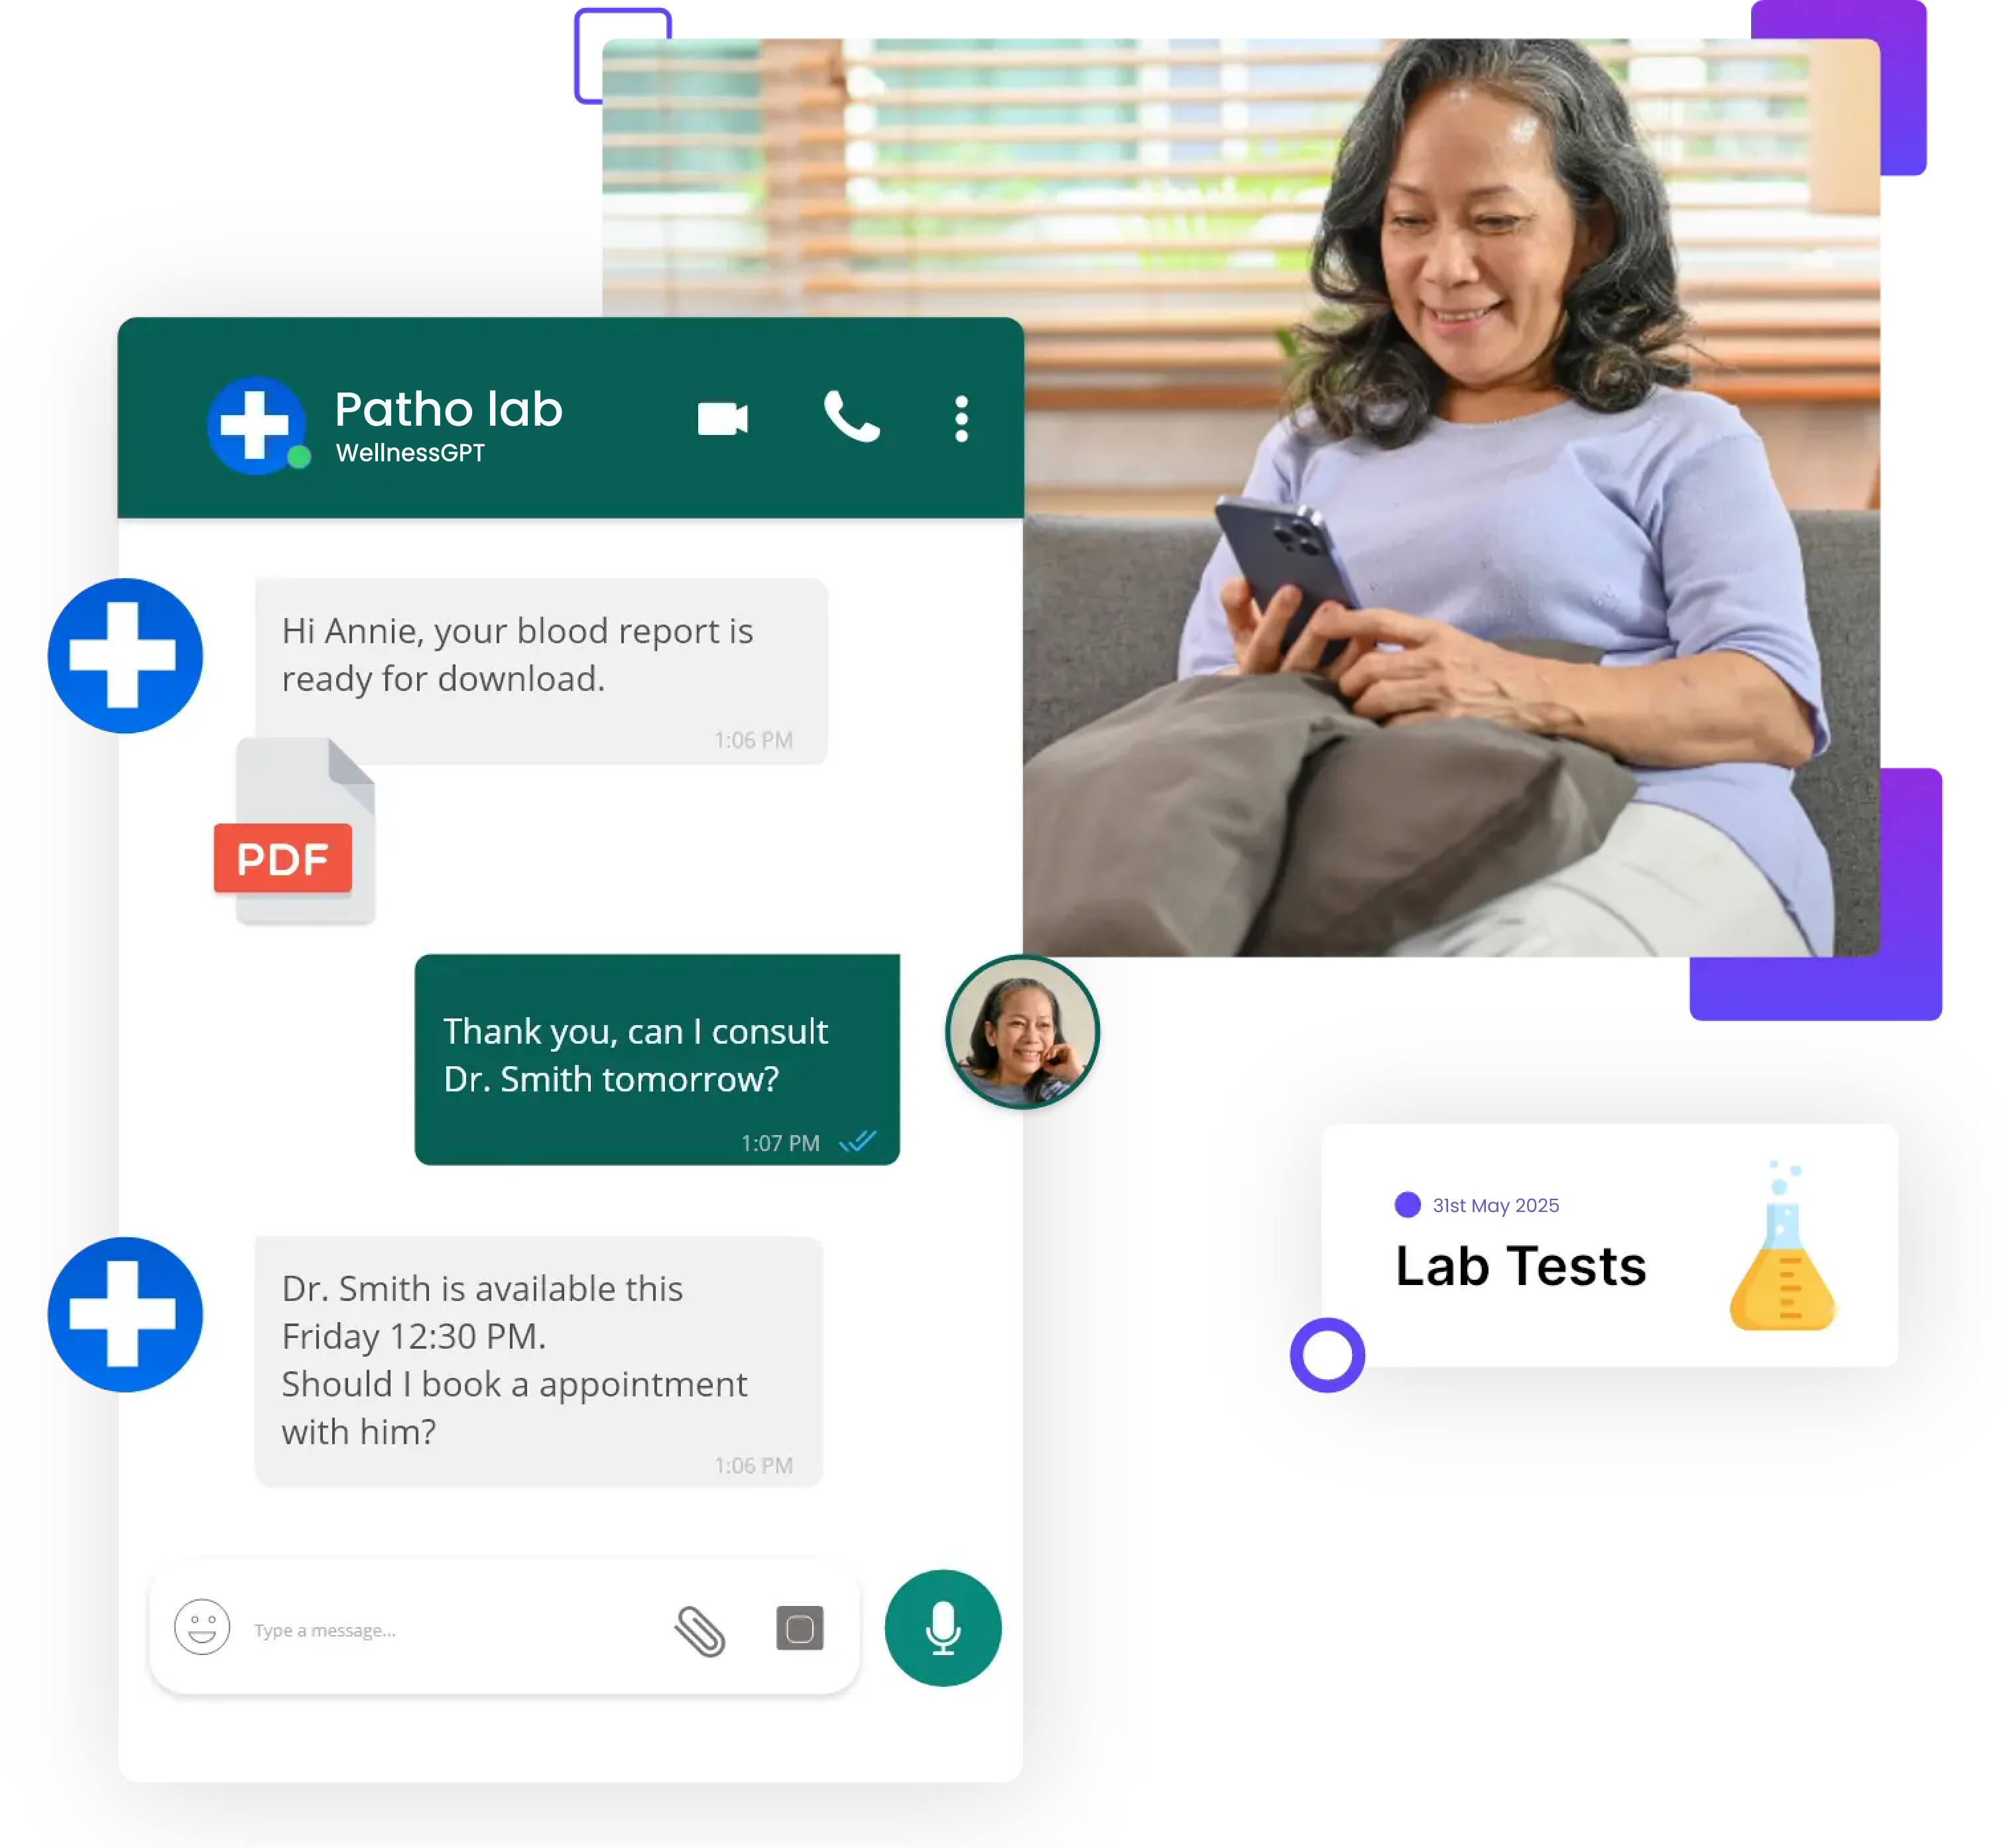 Patho lab
WellnessGPT
Hi Annie, your blood report is
ready for download.
1:06 PM
PDF
Thank you, can I consult
Dr. Smith tomorrow?
1:07 PM
Dr. Smith is available this
Friday 12:30 PM.
Should I book a appointment
with him?
1:06 PM
Type a message...
31st May 2025
Lab Tests